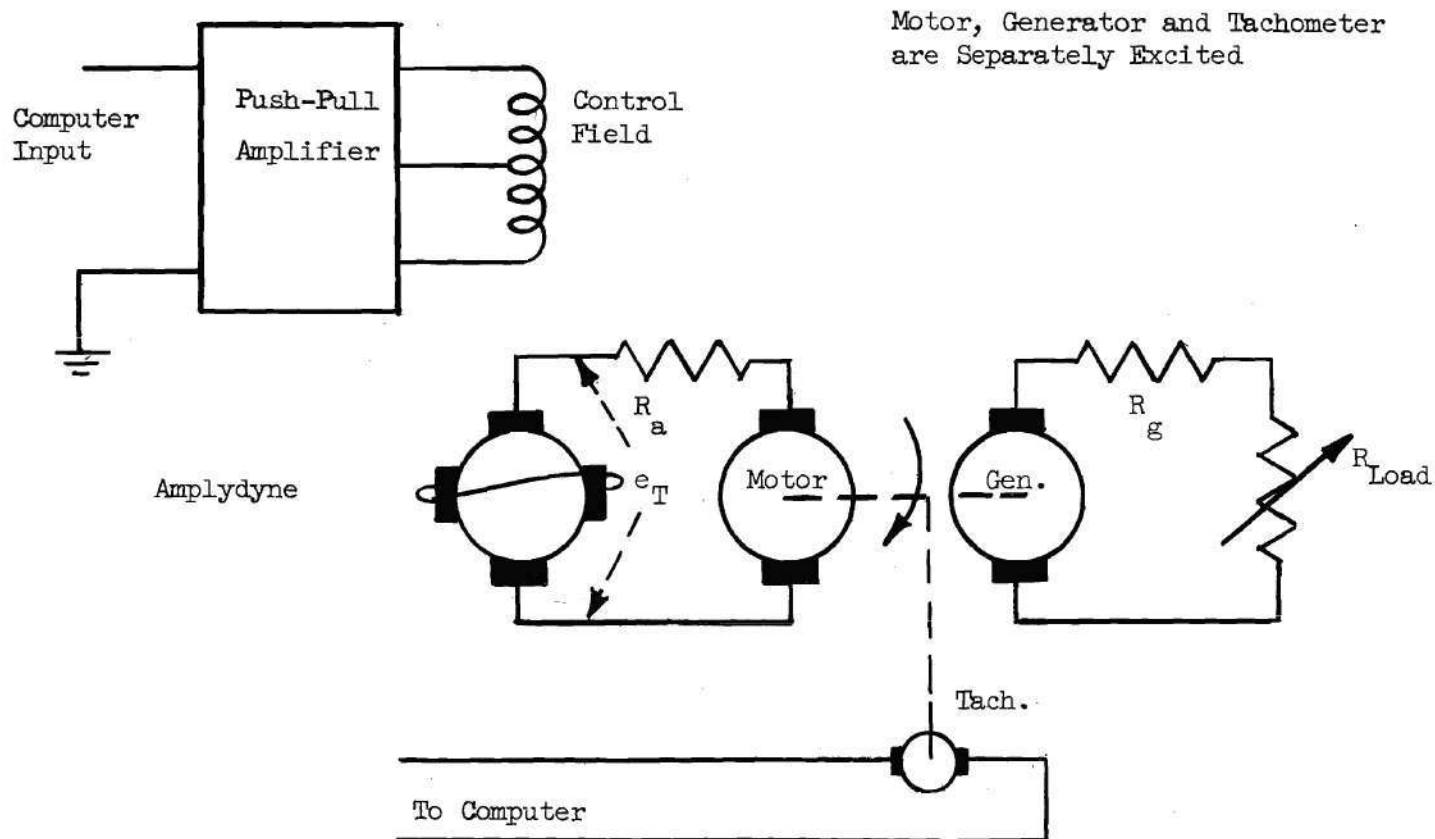 Motor, Generator and Tachometer
are Separately Excited
Computer
Input
Push-Pull
Amplifier
Control
Field
Amplydyne
R
a
e
T
Motor
Gen.
R
g
R
Load
Tach.
To Computer